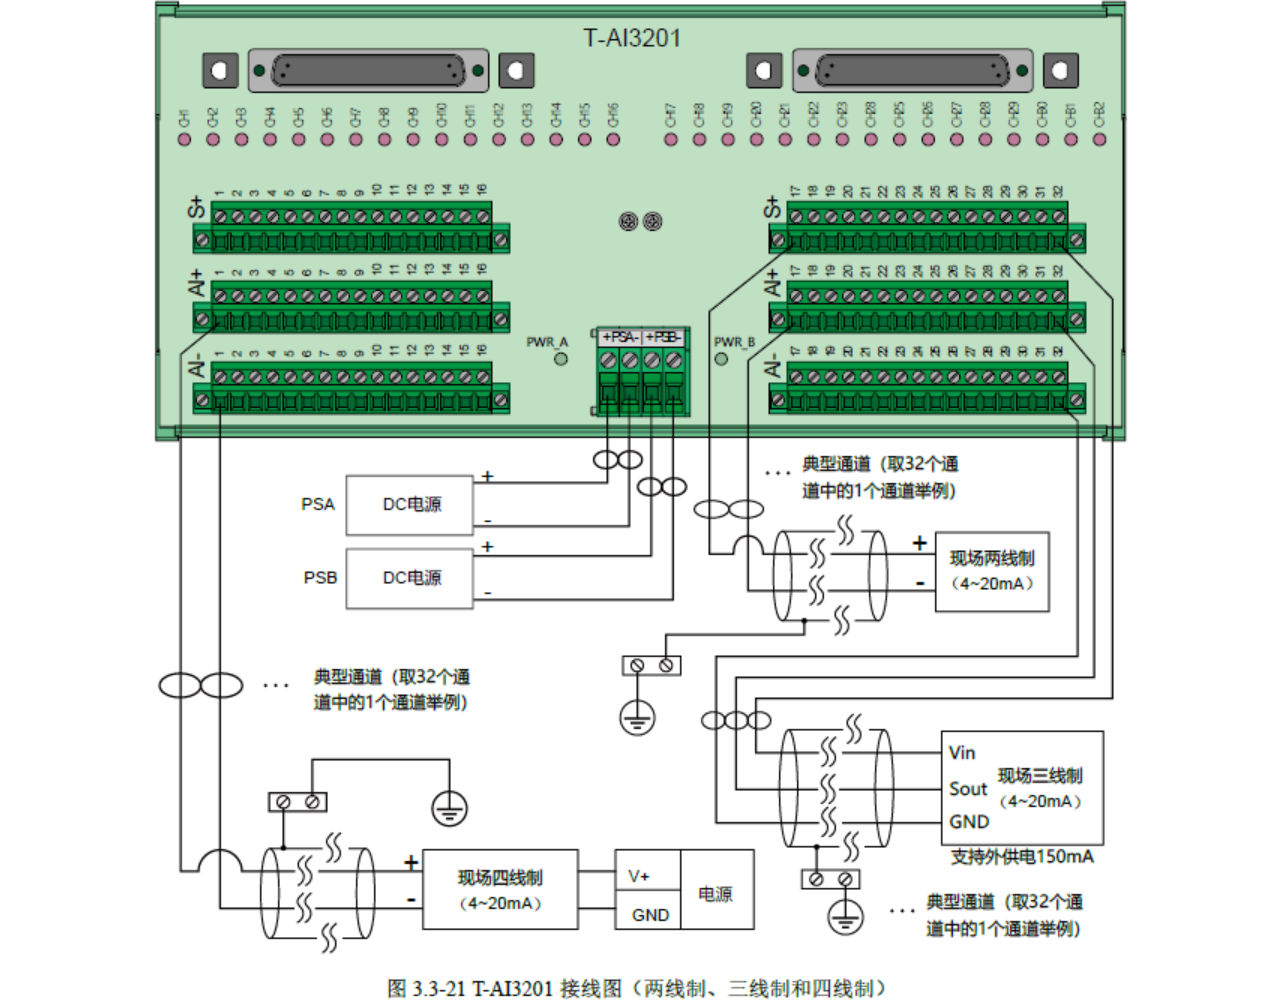 T-AI3201
CH1 CH2 CH3 CH4 CH5 CH6 CH7 CH8 CH9 CH10 CH11 CH12 CH13 CH14 CH15 CH16
CH17 CH18 CH19 CH20 CH21 CH22 CH23 CH28 CH25 CH26 CH27 CH28 CH29 CHB0 CHB1 CHB2
S+ 1 2 3 4 5 6 7 8 9 10 11 12 13 14 15 16
S+ 17 18 19 20 21 22 23 24 25 26 27 28 29 30 31 32
AI+ 1 2 3 4 5 6 7 8 9 10 11 12 13 14 15 16
AI+ 17 18 19 20 21 22 23 24 25 26 27 28 29 30 31 32
PWR_A
+PSA-|+PSB-
PWR_B
AI- 1 2 3 4 5 6 7 8 9 10 11 12 13 14 15 16
AI- 17 18 19 20 21 22 23 24 25 26 27 28 29 30 31 32
PSA
DC电源
+
-
PSB
DC电源
+
-
··· 典型通道（取32个通
道中的1个通道举例）
+
-
现场两线制
（4~20mA）
··· 典型通道（取32个通
道中的1个通道举例）
Vin
Sout
GND
现场三线制
（4~20mA）
支持外供电150mA
+
-
现场四线制
（4~20mA）
V+
GND
电源
··· 典型通道（取32个通
道中的1个通道举例）
图 3.3-21 T-AI3201 接线图（两线制、三线制和四线制）